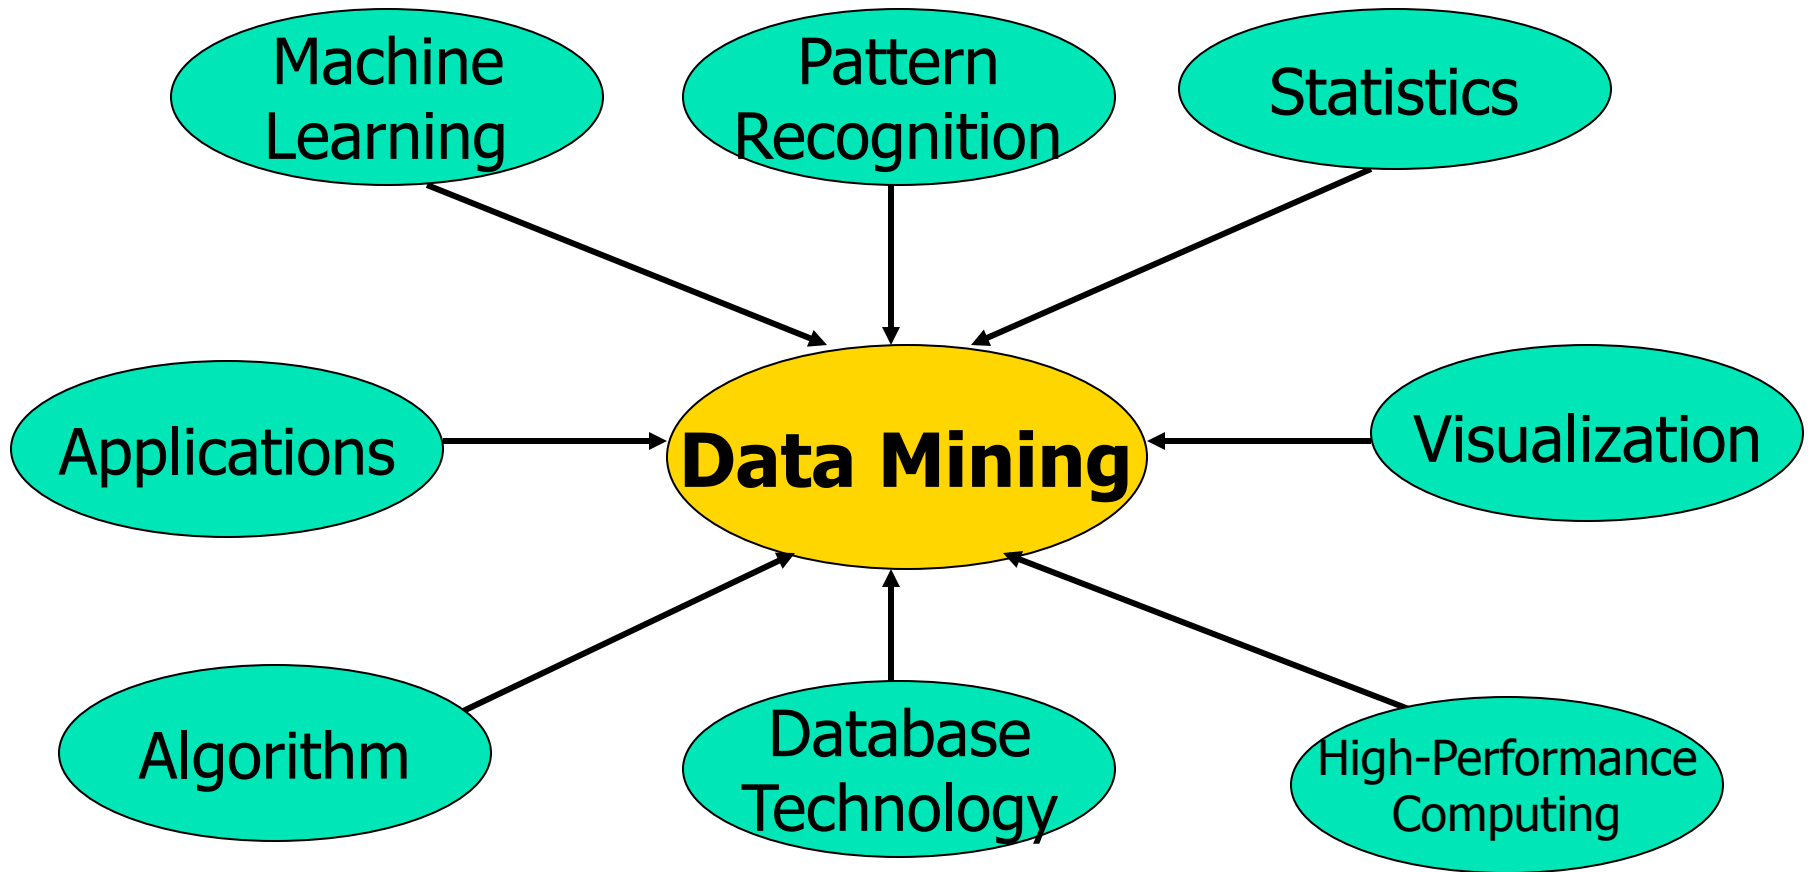 Machine
Learning
Pattern
Recognition
Statistics
Applications
Data Mining
Visualization
Algorithm
Database
Technology
High-Performance
Computing